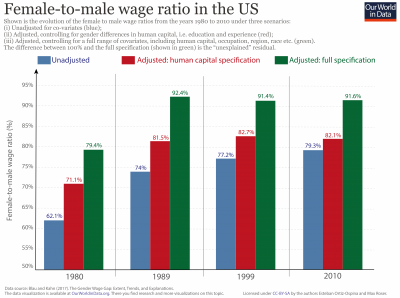 Female-to-male wage ratio in the US
Our World
in Data
Shown is the evolution of the female to male wage ratios from the years 1980 to 2010 under three scenarios:
(i) Unadjusted for co-variates (blue);
(ii) Adjusted, controlling for gender differences in human capital, i.e. education and experience (red);
(iii) Adjusted, controlling for a full range of covariates, including human capital, occupation, region, race etc. (green).
The difference between 100% and the full specification (shown in green) is the "unexplained" residual.
Unadjusted
Adjusted: human capital specification
Adjusted: full specification
Female-to-male wage ratio (%)
95%
90%
85%
80%
75%
70%
65%
60%
55%
50%
62.1%
71.1%
79.4%
74%
81.5%
92.4%
77.2%
82.7%
91.4%
79.3%
82.1%
91.6%
1980
1989
1999
2010
Data source: Blau and Kahn (2017), The Gender Wage Gap: Extent, Trends, and Explanations.
The data visualization is available at OurWorldinData.org. There you find research and more visualizations on this topic.
Licensed under CC-BY-SA by the authors Esteban Ortiz-Ospina and Max Roser.